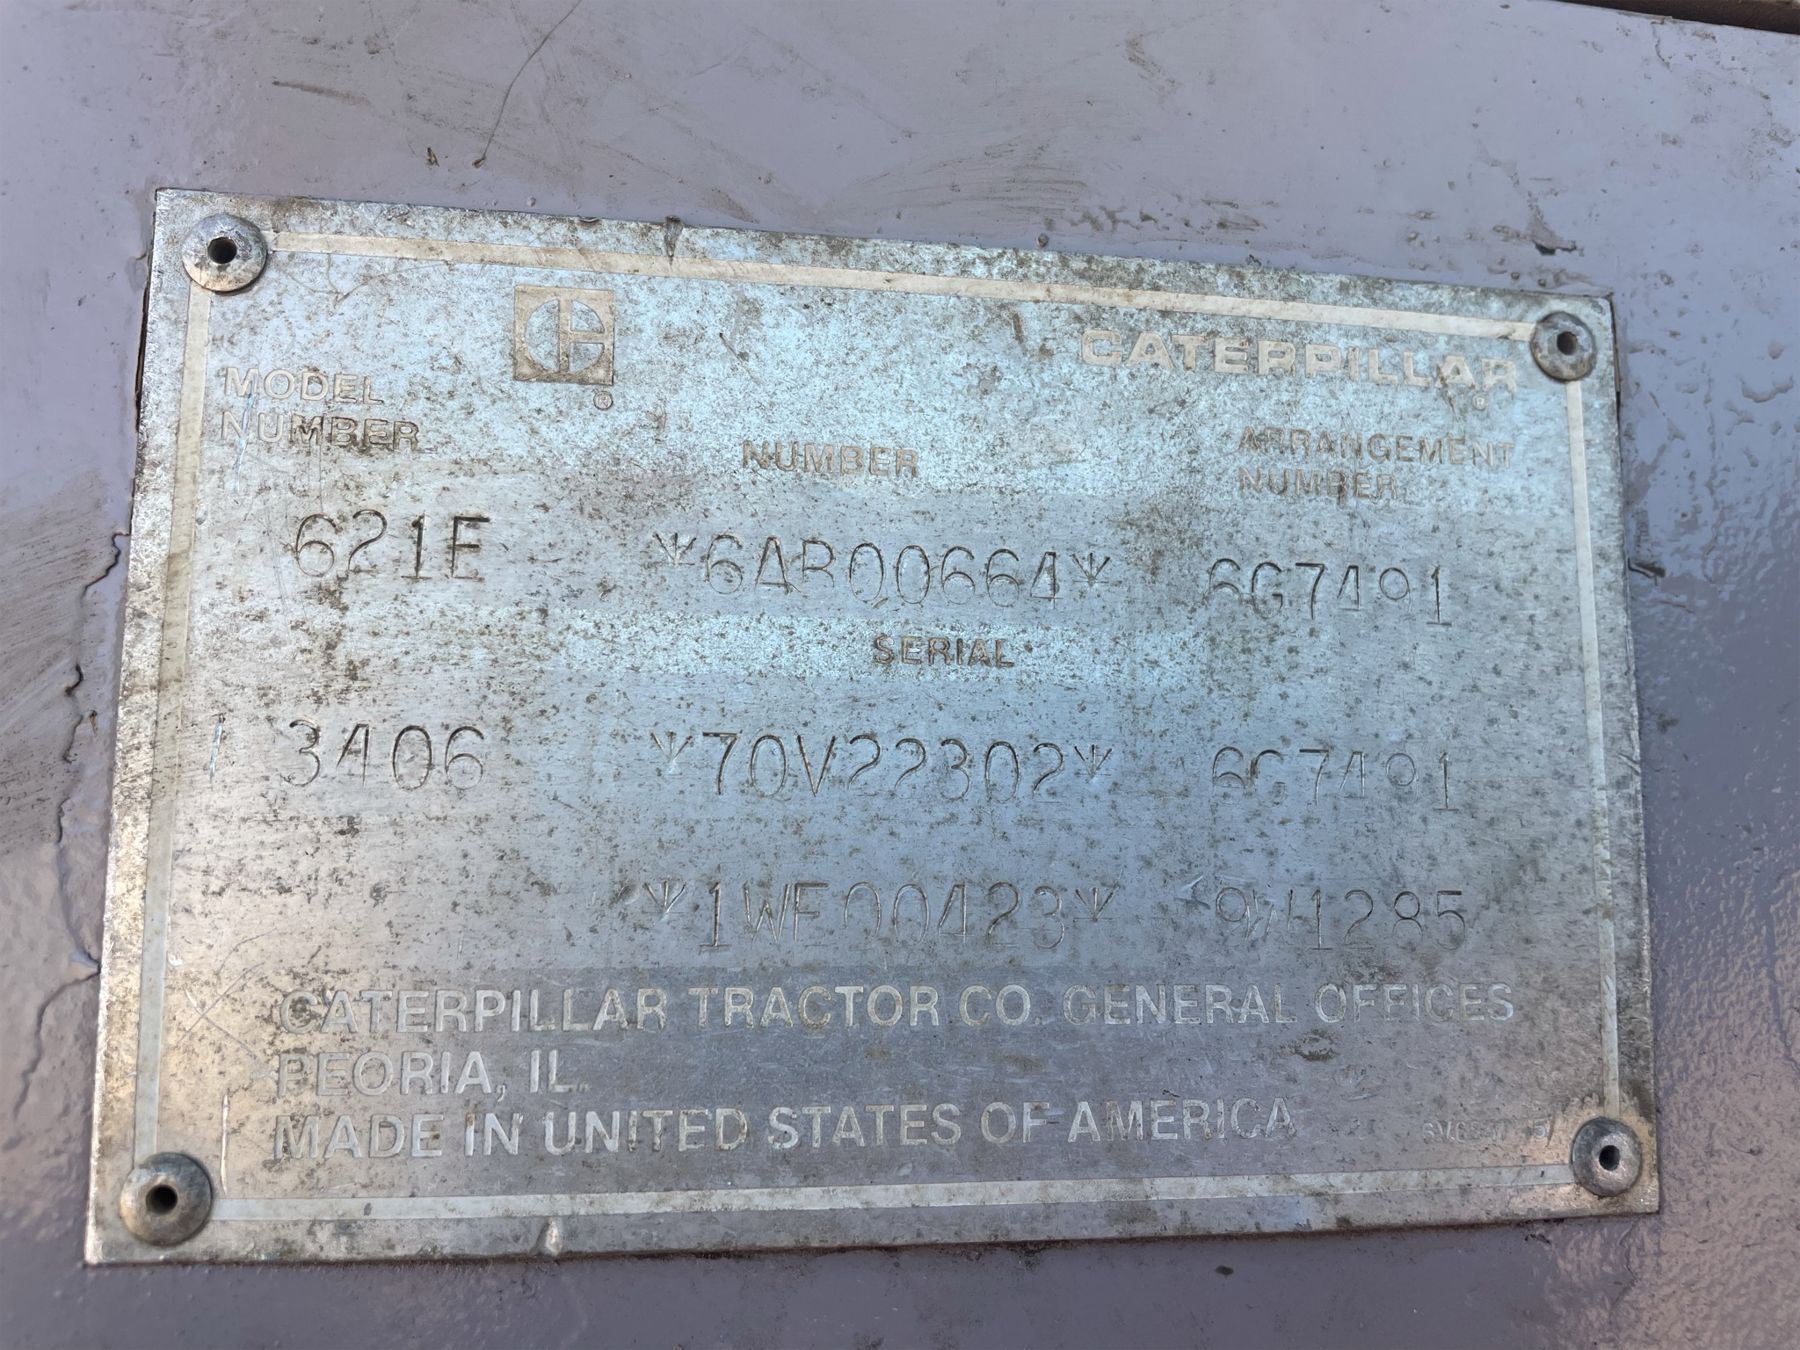 CATERPILLAR
®
®
MODEL NUMBER
NUMBER
ARRANGEMENT NUMBER
621E *6AB00664* 6G7491
SERIAL
3406 *70V22302* 6G7491
*1WE00423* 9W1285
CATERPILLAR TRACTOR CO. GENERAL OFFICES
PEORIA, IL.
MADE IN UNITED STATES OF AMERICA